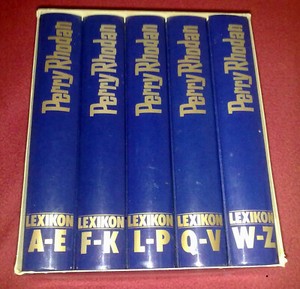 Perry Rhodan
LEXIKON
A-E
Perry Rhodan
LEXIKON
F-K
Perry Rhodan
LEXIKON
L-P
Perry Rhodan
LEXIKON
Q-V
Perry Rhodan
LEXIKON
W-Z